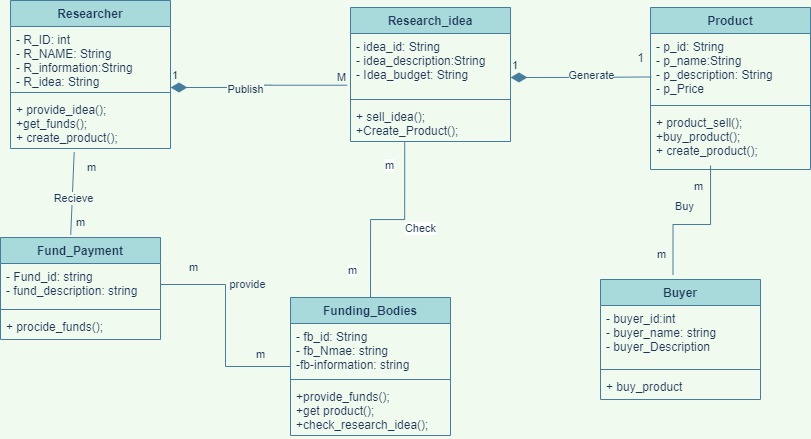 Researcher
- R_ID: int
- R_NAME: String
- R_information:String
- R_idea: String
+ provide_idea();
+get_funds();
+ create_product();
1
Publish
M
Research_idea
- idea_id: String
- idea_description:String
- Idea_budget: String
+ sell_idea();
+Create_Product();
1
Generate
1
Product
- p_id: String
- p_name:String
- p_description: String
- p_Price
+ product_sell();
+buy_product();
+ create_product();
m
Recieve
m
m
Check
m
m
Buy
m
Fund_Payment
- Fund_id: string
- fund_description: string
+ procide_funds();
m
provide
m
Funding_Bodies
- fb_id: String
- fb_Nmae: string
-fb-information: string
+provide_funds();
+get product();
+check_research_idea();
Buyer
- buyer_id:int
- buyer_name: string
- buyer_Description
+ buy_product